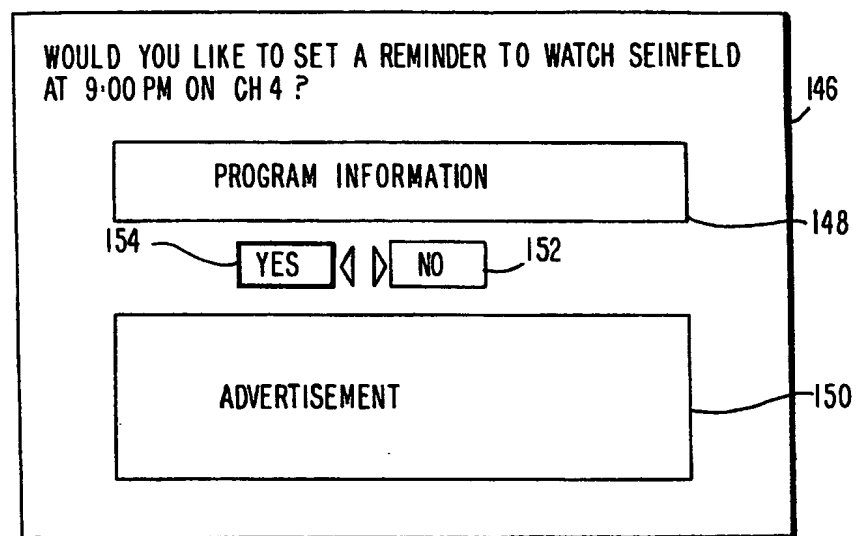 WOULD YOU LIKE TO SET A REMINDER TO WATCH SEINFELD
AT 9:00 PM ON CH 4 ?
146
PROGRAM INFORMATION
148
154
YES
NO
152
ADVERTISEMENT
150